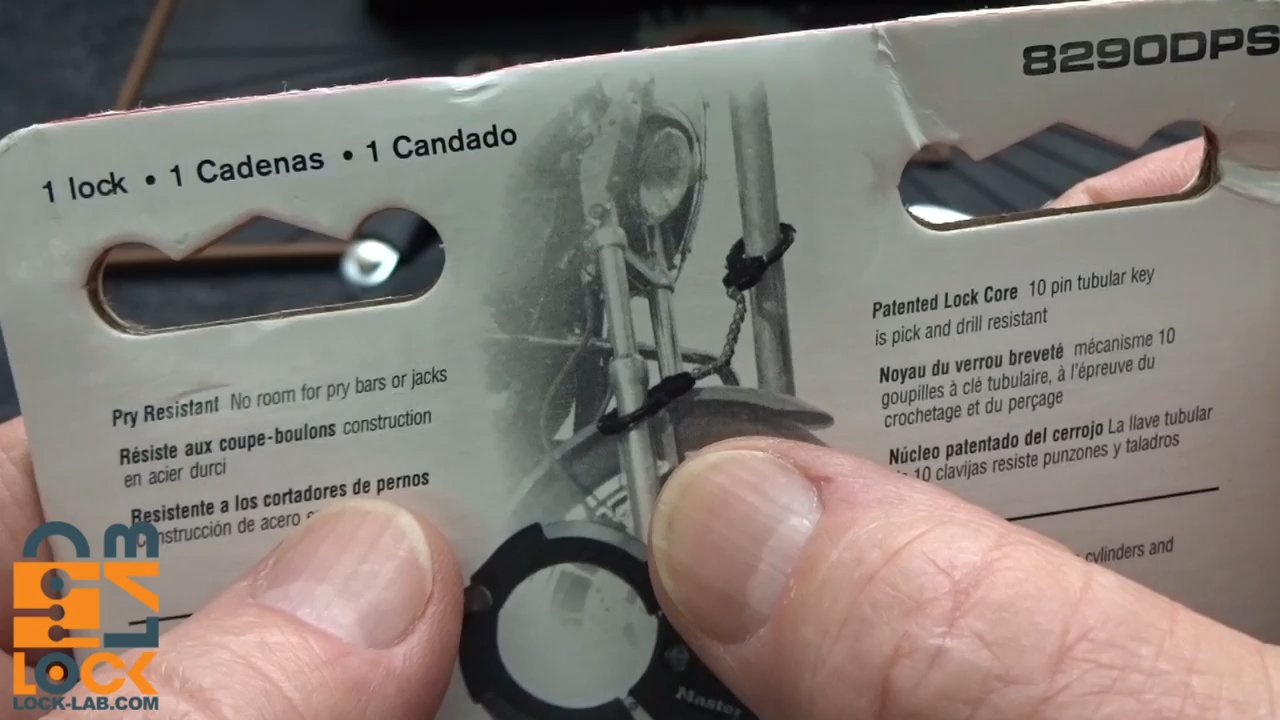 8290DPS
1 lock • 1 Cadenas • 1 Candado
Pry Resistant No room for pry bars or jacks
Résiste aux coupe-boulons construction
en acier durci
Resistente a los cortadores de pernos
construcción de acero
Patented Lock Core 10 pin tubular key
is pick and drill resistant
Noyau du verrou breveté mécanisme 10
goupilles à clé tubulaire, à l'épreuve du
crochetage et du perçage
Núcleo patentado del cerrojo La llave tubular
10 clavijas resiste punzones y taladros
cylinders and
Master
LOCK LAB
LOCK
LOCK-LAB.COM